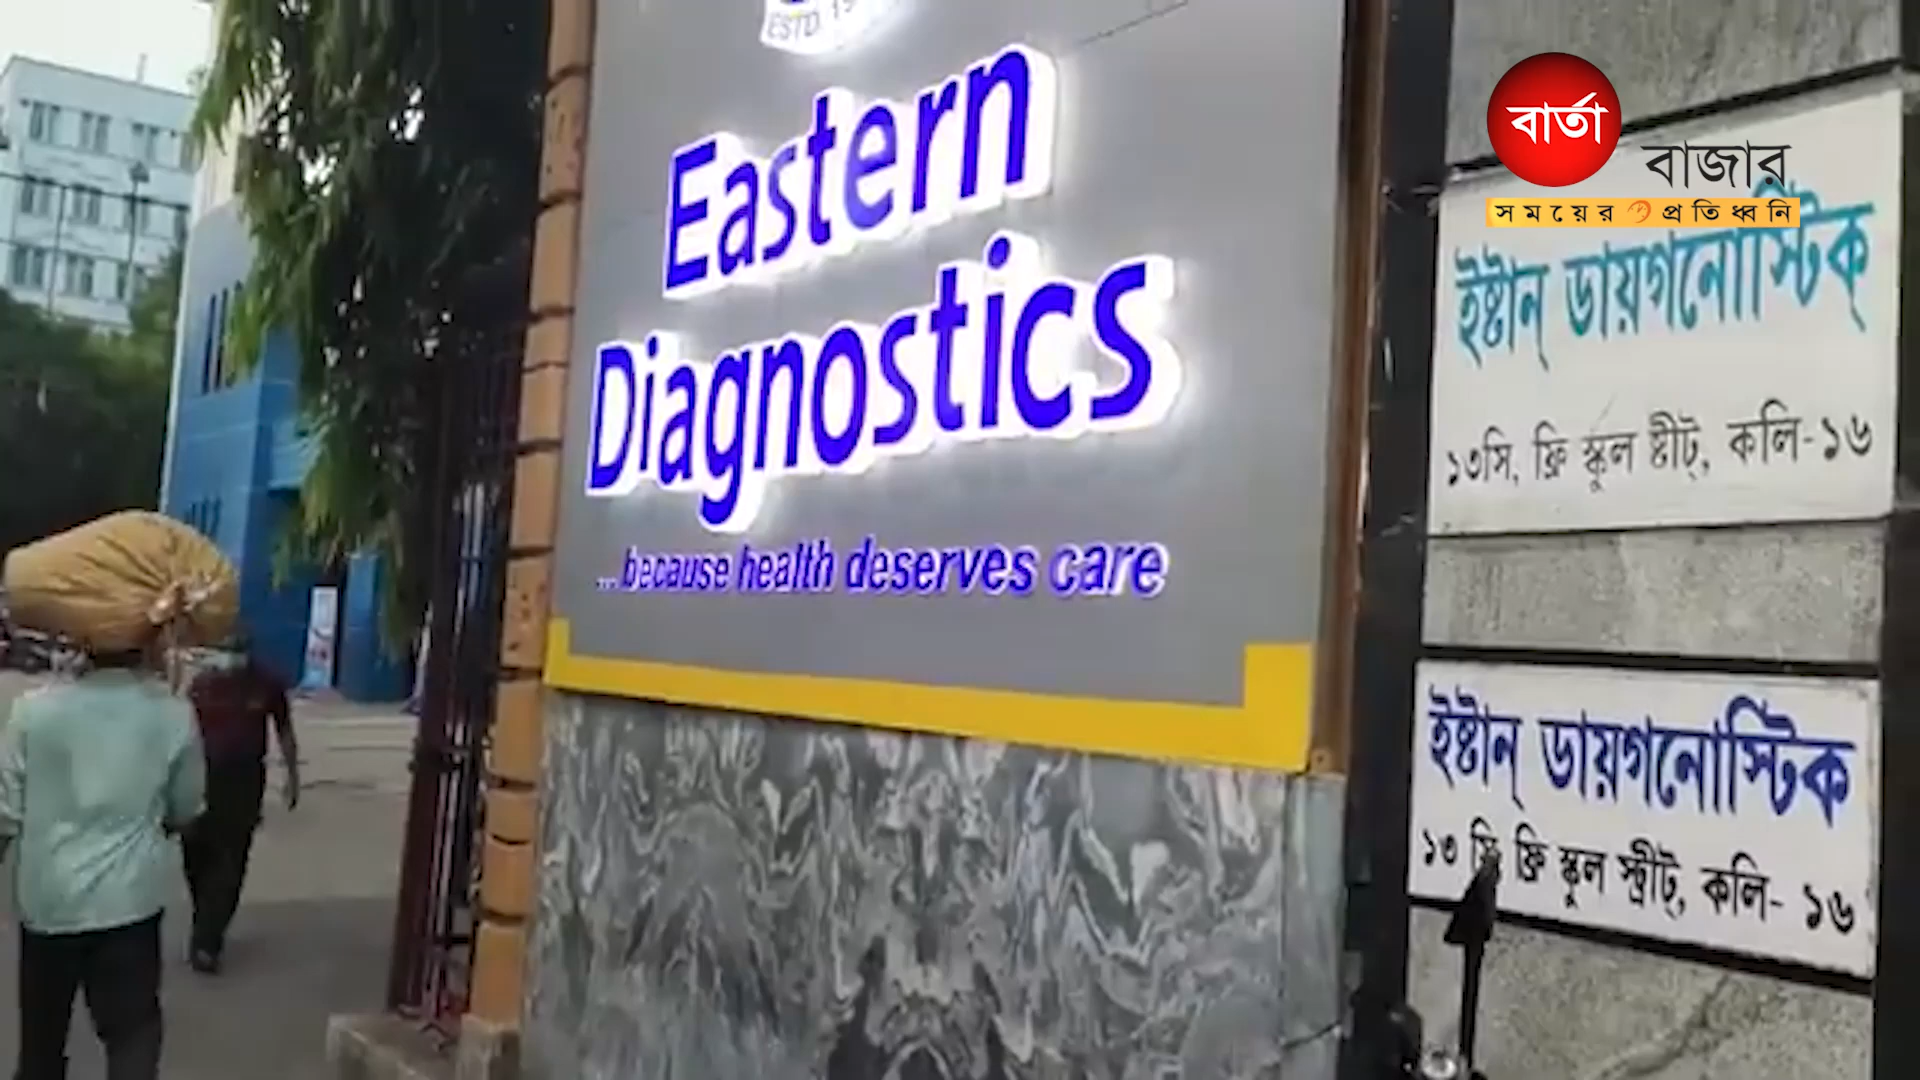 ESTD. 19
Eastern
Diagnostics
...because health deserves care
বার্তা
বাজার
সময়ের প্রতিধ্বনি
ইষ্টার্ন্ ডায়গনোস্টিক্
১৩সি, ফ্রি স্কুল ষ্টীট্, কলি-১৬
ইষ্টার্ন্ ডায়গনোস্টিক
১৩ সি ফ্রি স্কুল স্ট্রীট্, কলি- ১৬